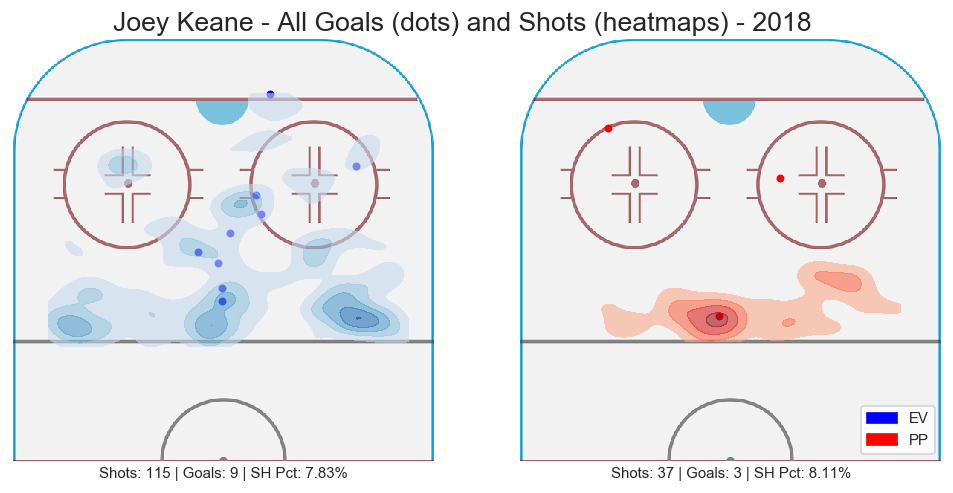 Joey Keane - All Goals (dots) and Shots (heatmaps) - 2018
EV
PP
Shots: 115 | Goals: 9 | SH Pct: 7.83%
Shots: 37 | Goals: 3 | SH Pct: 8.11%